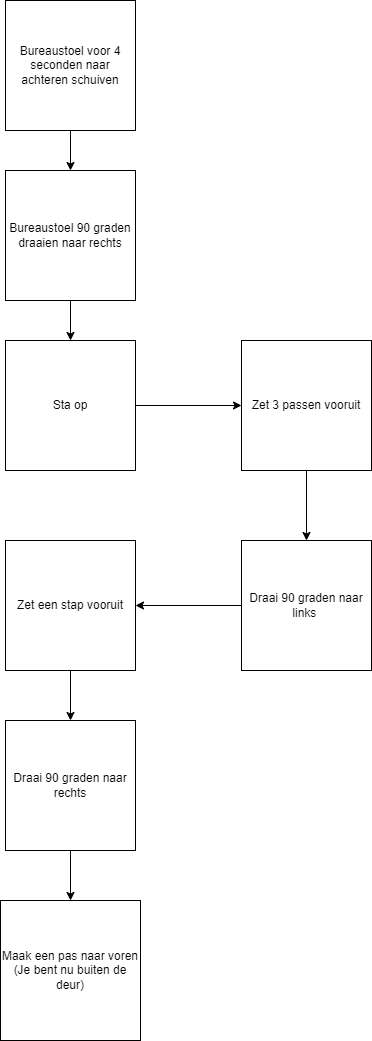 Bureaustoel voor 4
seconden naar
achteren schuiven
Bureaustoel 90 graden
draaien naar rechts
Sta op
Zet 3 passen vooruit
Draai 90 graden naar
links
Zet een stap vooruit
Draai 90 graden naar
rechts
Maak een pas naar voren
(Je bent nu buiten de
deur)